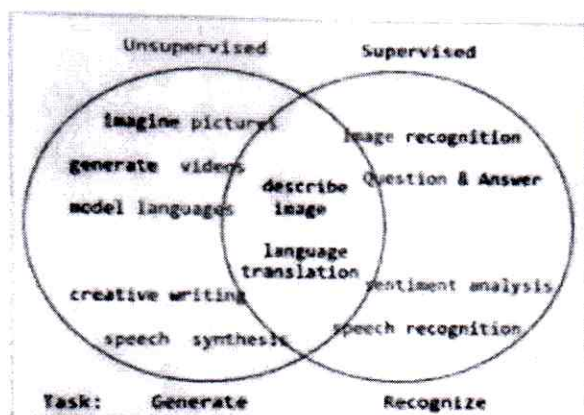 Unsupervised Supervised
imagine pictures
image recognition
generate videos
Question & Answer
describe
image
model languages
language
translation
creative writing
sentiment analysis
speech synthesis
speech recognition
Task: Generate Recognize